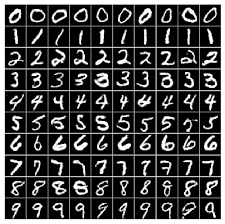 0 0 0 0 0 0 0 0 0 0
1 1 1 1 1 1 1 1 1 1
2 2 2 2 2 2 2 2 2 2
3 3 3 3 3 3 3 3 3 3
4 4 4 4 4 4 4 4 4 4
5 5 5 5 5 5 5 5 5 5
6 6 6 6 6 6 6 6 6 6
7 7 7 7 7 7 7 7 7 7
8 8 8 8 8 8 8 8 8 8
9 9 9 9 9 9 9 9 9 9